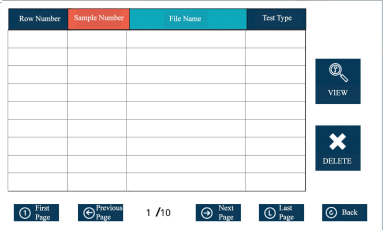 Row Number Sample Number File Name Test Type
VIEW
DELETE
1 First Page
Previous Page
1 /10
Next Page
L Last Page
C Back